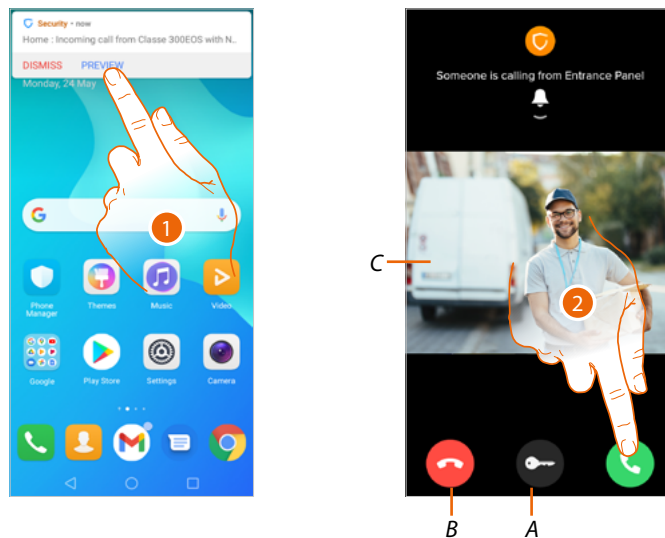 Security • now
Home : Incoming call from Classe 300EOS with N..
DISMISS PREVIEW
Monday, 24 May
1
Phone Manager
Themes
Music
Video
Google
Play Store
Settings
Camera
Someone is calling from Entrance Panel
C
2
B
A